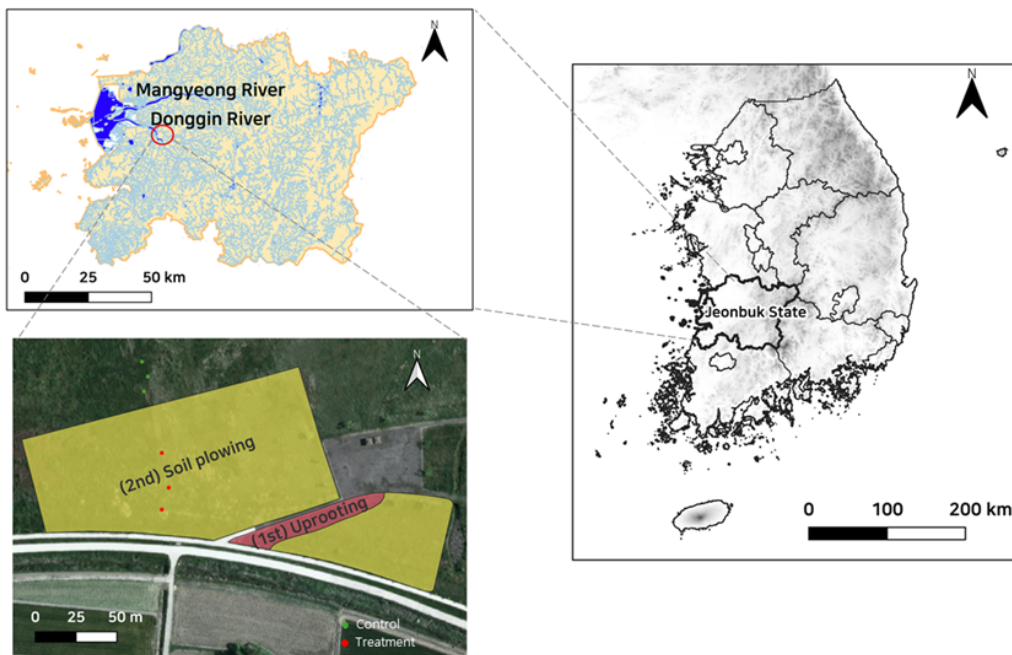 N
Mangyeong River
Donggin River
0 25 50 km
N
Jeonbuk State
0 100 200 km
N
(2nd) Soil plowing
(1st) Uprooting
0 25 50 m
Control
Treatment